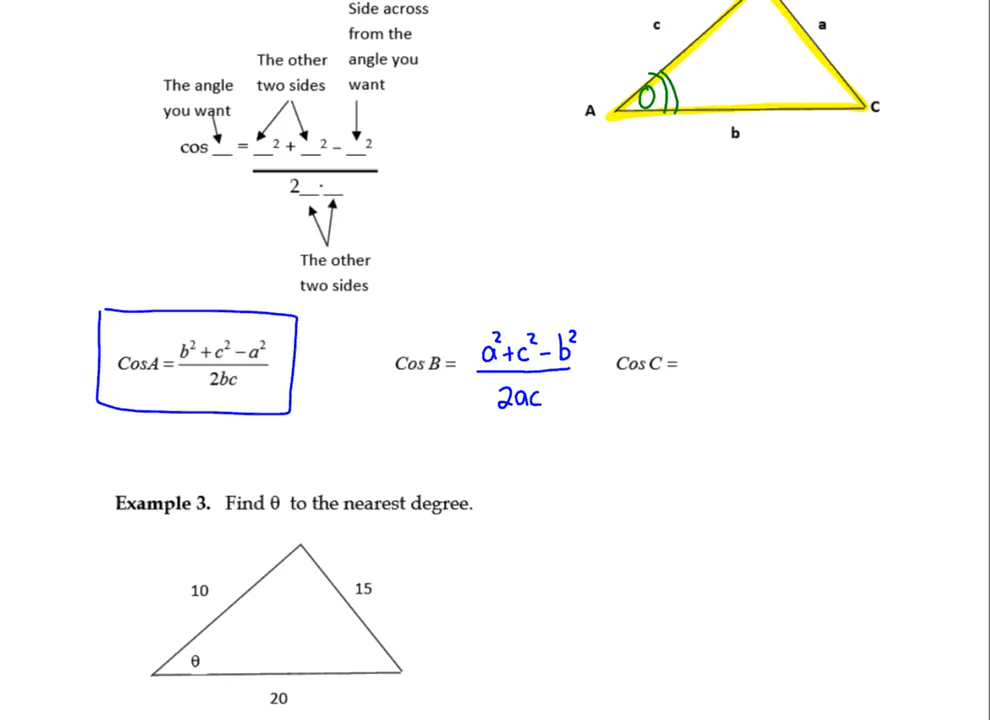 Side across
from the
angle you
want
The other
two sides
The angle
you want
cos __ = __² + __² – __²
2__·__
The other
two sides
c
a
A
C
b
CosA = b² + c² – a²
2bc
Cos B = a² + c² - b²
2ac
Cos C =
Example 3. Find θ to the nearest degree.
10
15
θ
20